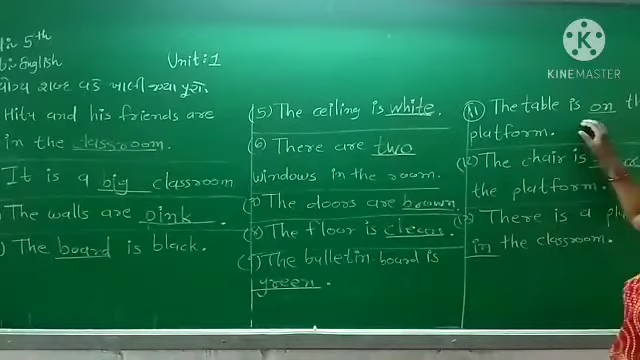 5th
English
Unit:1
યોગ્ય શબ્દ વડે ખાલી જગ્યા પૂરો.
Hitu and his friends are
in the classroom.
It is a big classroom
The walls are pink.
The board is black.
(5) The ceiling is white.
(6) There are two
windows in the room.
(7) The doors are brown.
(8) The floor is clean.
(9) The bulletin-board is
green.
(11) The table is on
platform.
(12) The chair is
the platform.
(13) There is a
in the classroom.
KINEMASTER